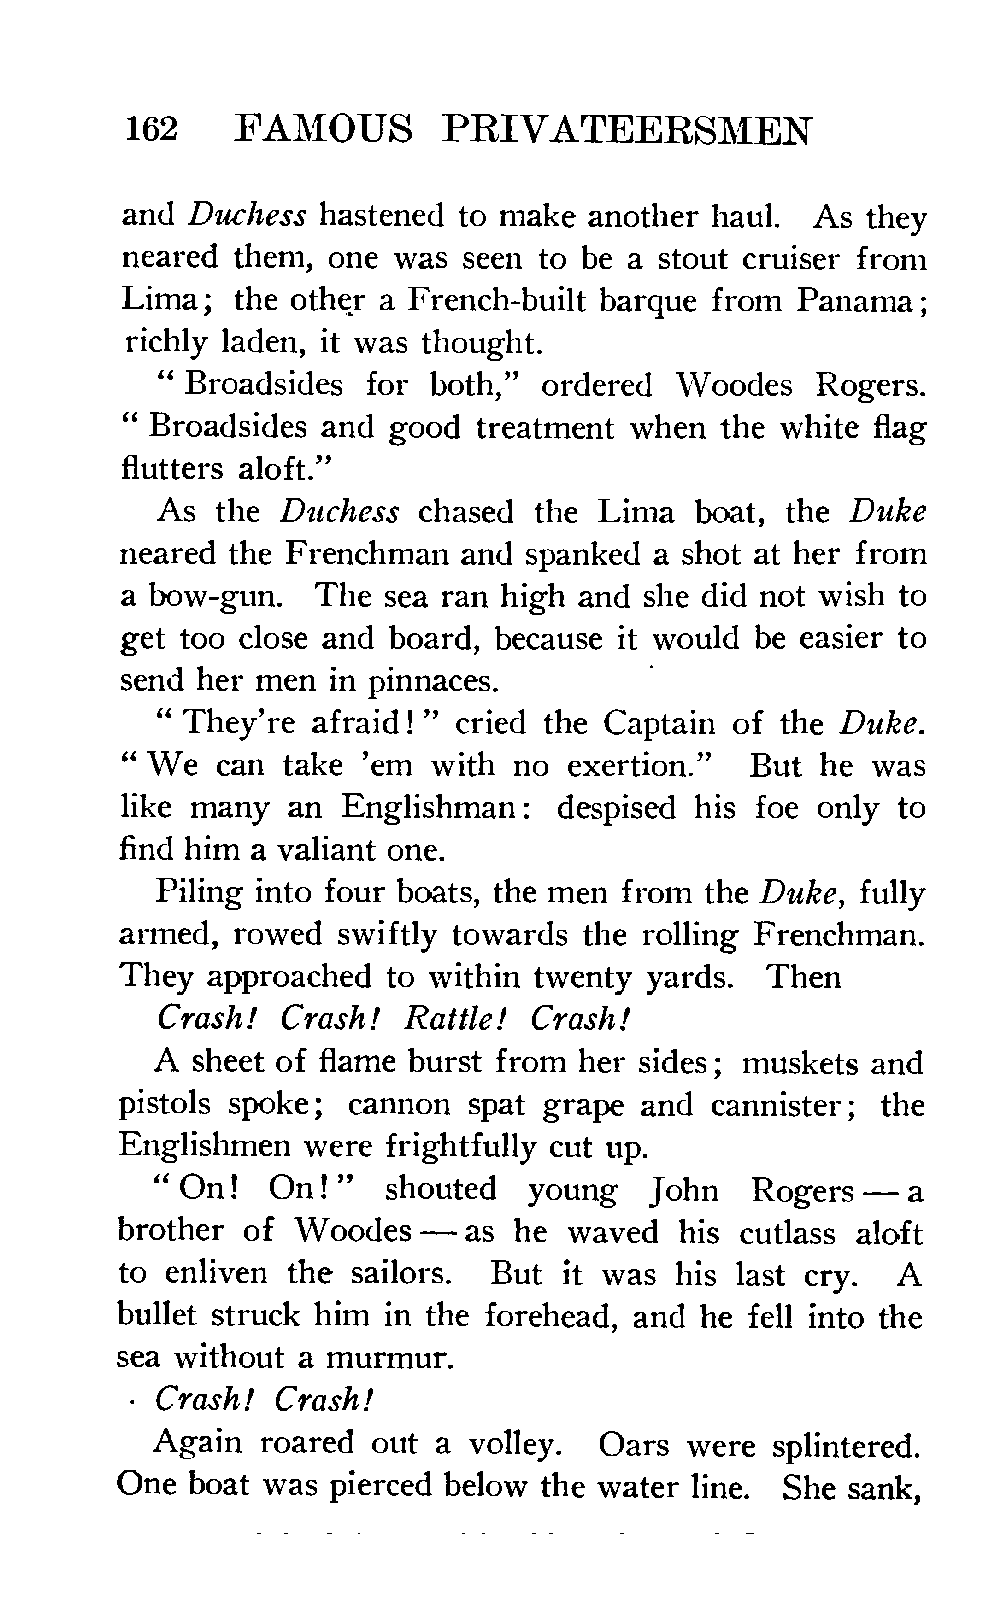 162 FAMOUS PRIVATEERSMEN
and Duchess hastened to make another haul. As they
neared them, one was seen to be a stout cruiser from
Lima; the other a French-built barque from Panama;
richly laden, it was thought.
“ Broadsides for both,” ordered Woodes Rogers.
“ Broadsides and good treatment when the white flag
flutters aloft.”
As the Duchess chased the Lima boat, the Duke
neared the Frenchman and spanked a shot at her from
a bow-gun. The sea ran high and she did not wish to
get too close and board, because it would be easier to
send her men in pinnaces.
“ They’re afraid! ” cried the Captain of the Duke.
“ We can take ’em with no exertion.” But he was
like many an Englishman: despised his foe only to
find him a valiant one.
Piling into four boats, the men from the Duke, fully
armed, rowed swiftly towards the rolling Frenchman.
They approached to within twenty yards. Then
Crash! Crash! Rattle! Crash!
A sheet of flame burst from her sides; muskets and
pistols spoke; cannon spat grape and cannister; the
Englishmen were frightfully cut up.
“ On! On! ” shouted young John Rogers — a
brother of Woodes — as he waved his cutlass aloft
to enliven the sailors. But it was his last cry. A
bullet struck him in the forehead, and he fell into the
sea without a murmur.
Crash! Crash!
Again roared out a volley. Oars were splintered.
One boat was pierced below the water line. She sank,